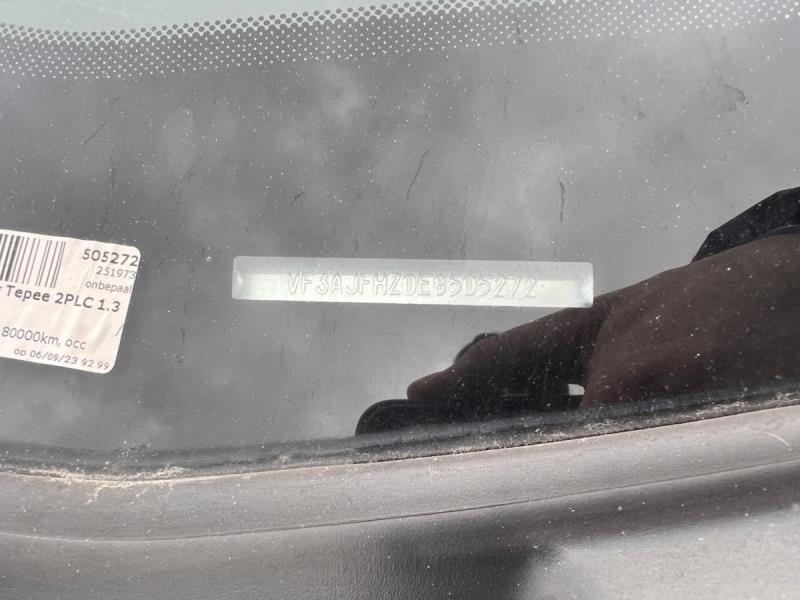 505272
251973
onbepaal
r Tepee 2PLC 1.3
80000km, occ
op 06/09/23 92 99
VF3AJFHZ0E8505272